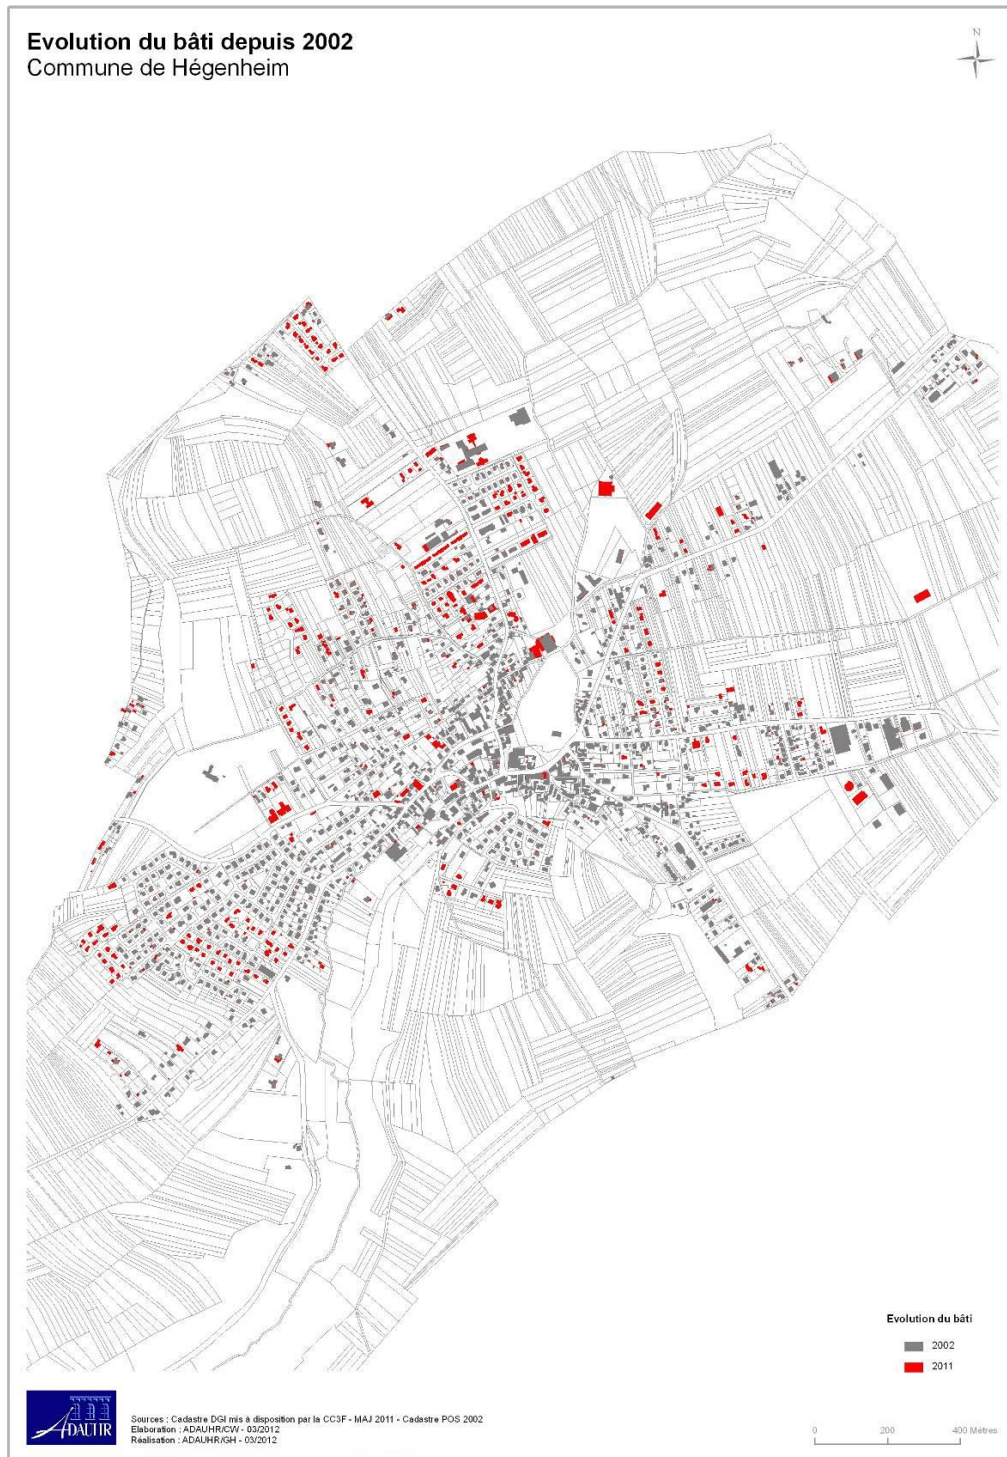 Evolution du bâti depuis 2002
Commune de Hégenheim
N
Evolution du bâti
2002
2011
ADAUHR
Sources : Cadastre DGI mis à disposition par la CC3F - MAJ 2011 - Cadastre POS 2002
Elaboration : ADAUHR/CW - 03/2012
Réalisation : ADAUHR/GH - 03/2012
0 200 400 Mètres